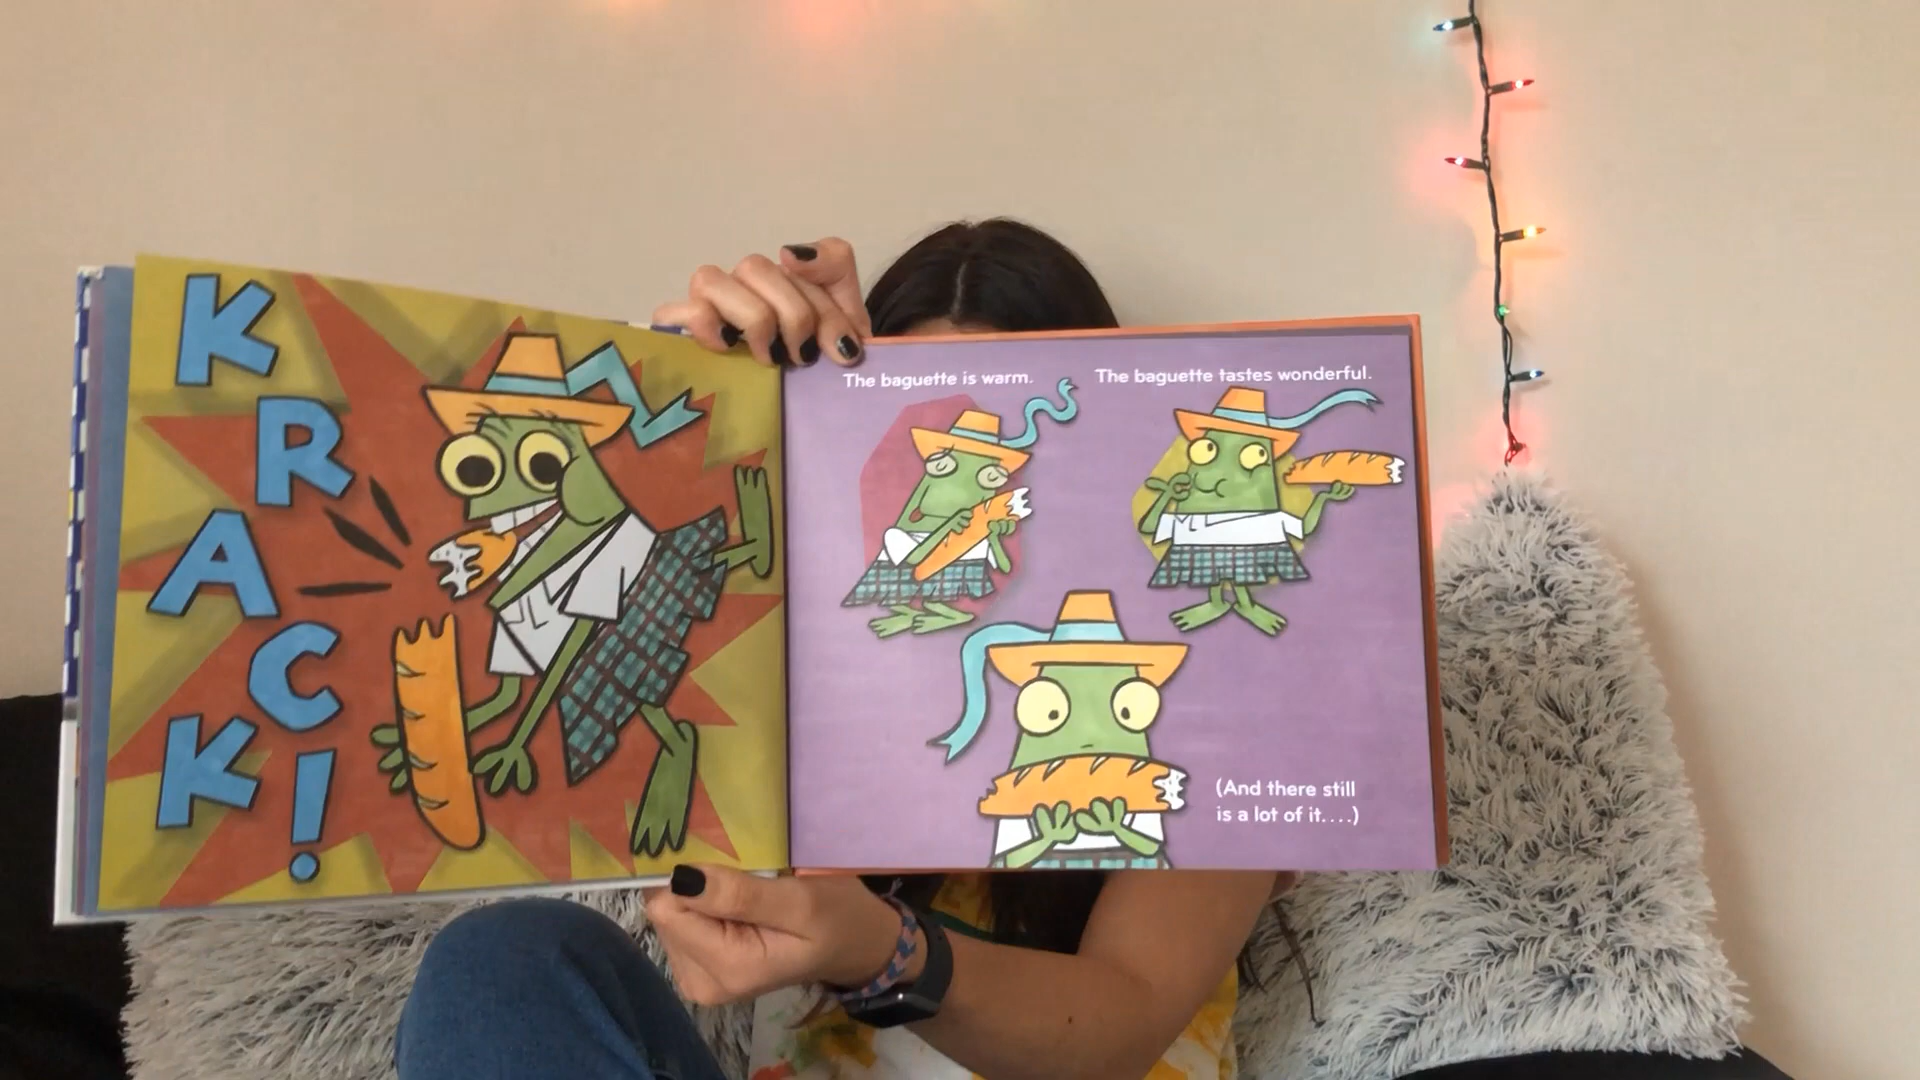 KRACK!
The baguette is warm.
The baguette tastes wonderful.
(And there still
is a lot of it....)